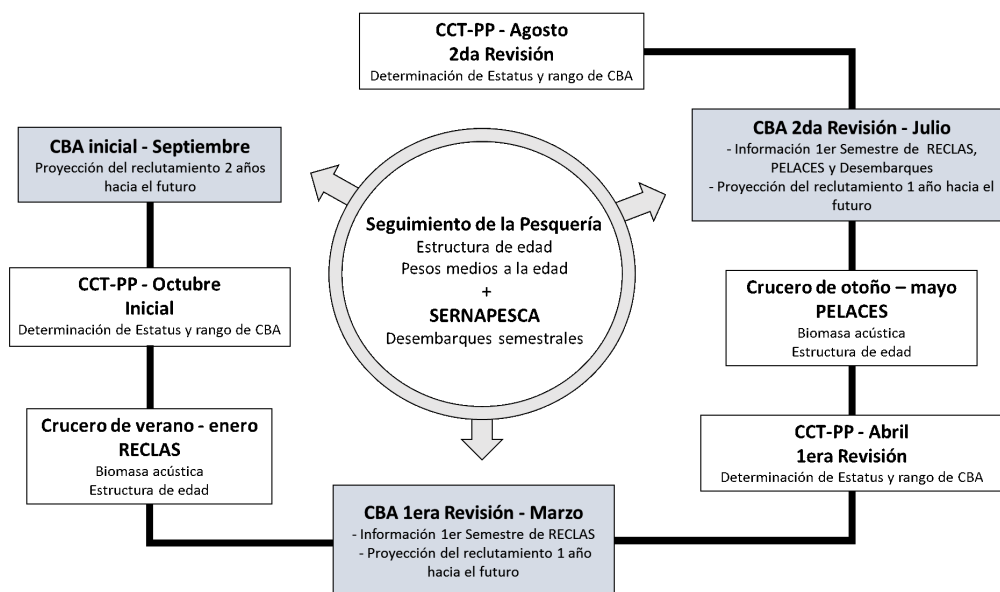 CCT-PP - Agosto
2da Revisión
Determinación de Estatus y rango de CBA
CBA inicial - Septiembre
Proyección del reclutamiento 2 años
hacia el futuro
CBA 2da Revisión - Julio
- Información 1er Semestre de RECLAS,
PELACES y Desembarques
- Proyección del reclutamiento 1 año hacia el
futuro
Seguimiento de la Pesquería
Estructura de edad
Pesos medios a la edad
+
SERNAPESCA
Desembarques semestrales
CCT-PP - Octubre
Inicial
Determinación de Estatus y rango de CBA
Crucero de otoño – mayo
PELACES
Biomasa acústica
Estructura de edad
Crucero de verano - enero
RECLAS
Biomasa acústica
Estructura de edad
CCT-PP - Abril
1era Revisión
Determinación de Estatus y rango de CBA
CBA 1era Revisión - Marzo
- Información 1er Semestre de RECLAS
- Proyección del reclutamiento 1 año
hacia el futuro